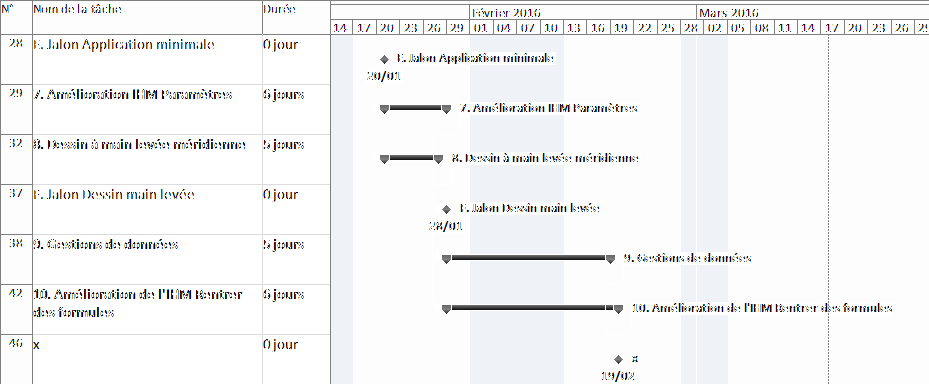 N° Nom de la tâche Durée
Février 2016 Mars 2016
14 17 20 23 26 29 01 04 07 10 13 16 19 22 25 28 02 05 08 11 14 17 20 23 26 29
28 E. Jalon Application minimale 0 jour
E. Jalon Application minimale
20/01
29 7. Amélioration IHM Paramètres 6 jours
7. Amélioration IHM Paramètres
32 8. Dessin à main levée méridienne 5 jours
8. Dessin à main levée méridienne
37 F. Jalon Dessin main levée 0 jour
F. Jalon Dessin main levée
28/01
38 9. Gestions de données 5 jours
9. Gestions de données
42 10. Amélioration de l'IHM Rentrer des formules 6 jours
10. Amélioration de l'IHM Rentrer des formules
46 x 0 jour
x
19/02